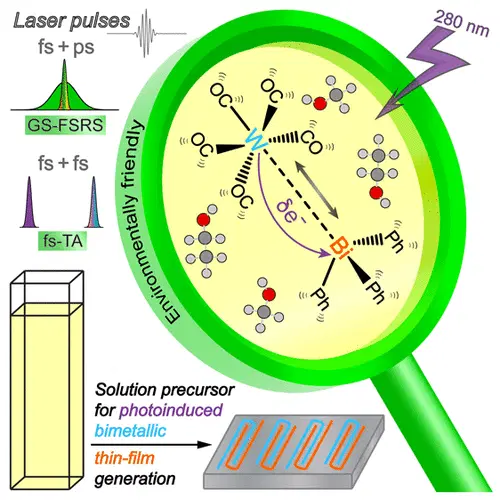 Laser pulses
fs + ps
GS-FSRS
fs + fs
fs-TA
280 nm
Environmentally friendly
OC
OC
CO
OC
W
OC
δe-
Bi
Ph
Ph
Ph
Solution precursor
for photoinduced
bimetallic
thin-film
generation